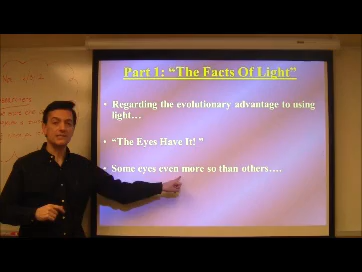 Part 1: “The Facts Of Light”
• Regarding the evolutionary advantage to using
light…
• “The Eyes Have It! ”
• Some eyes even more so than others….